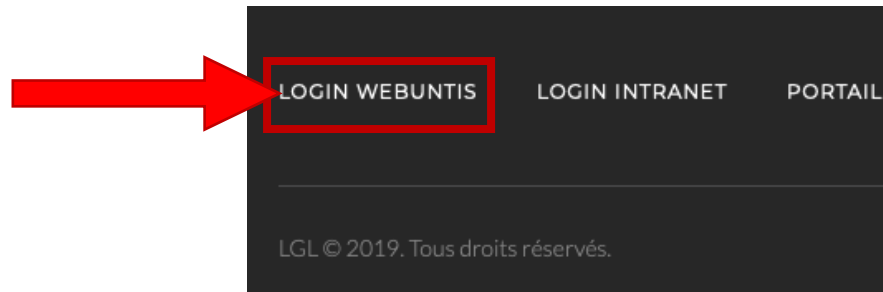 LOGIN WEBUNTIS LOGIN INTRANET PORTAIL
LGL © 2019. Tous droits réservés.